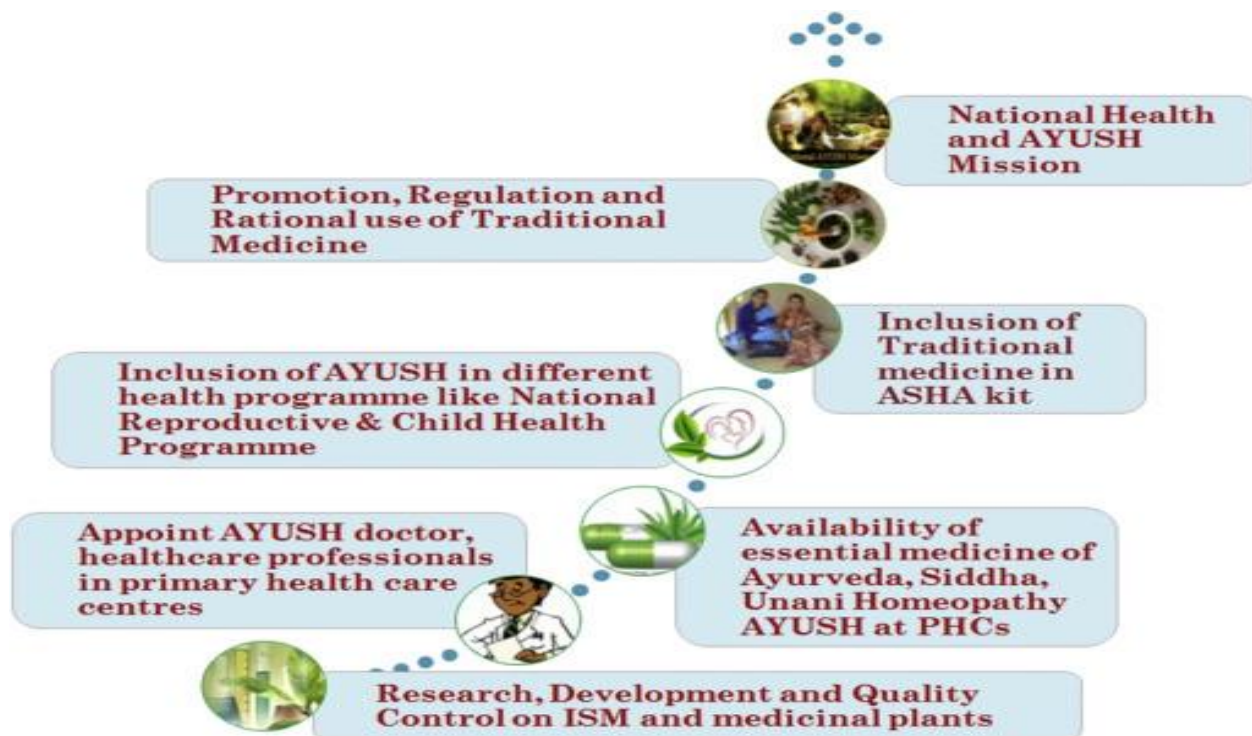 National Health
and AYUSH
Mission
Promotion, Regulation and
Rational use of Traditional
Medicine
Inclusion of
Traditional
medicine in
ASHA kit
Inclusion of AYUSH in different
health programme like National
Reproductive & Child Health
Programme
Availability of
essential medicine of
Ayurveda, Siddha,
Unani Homeopathy
AYUSH at PHCs
Appoint AYUSH doctor,
healthcare professionals
in primary health care
centres
Research, Development and Quality
Control on ISM and medicinal plants